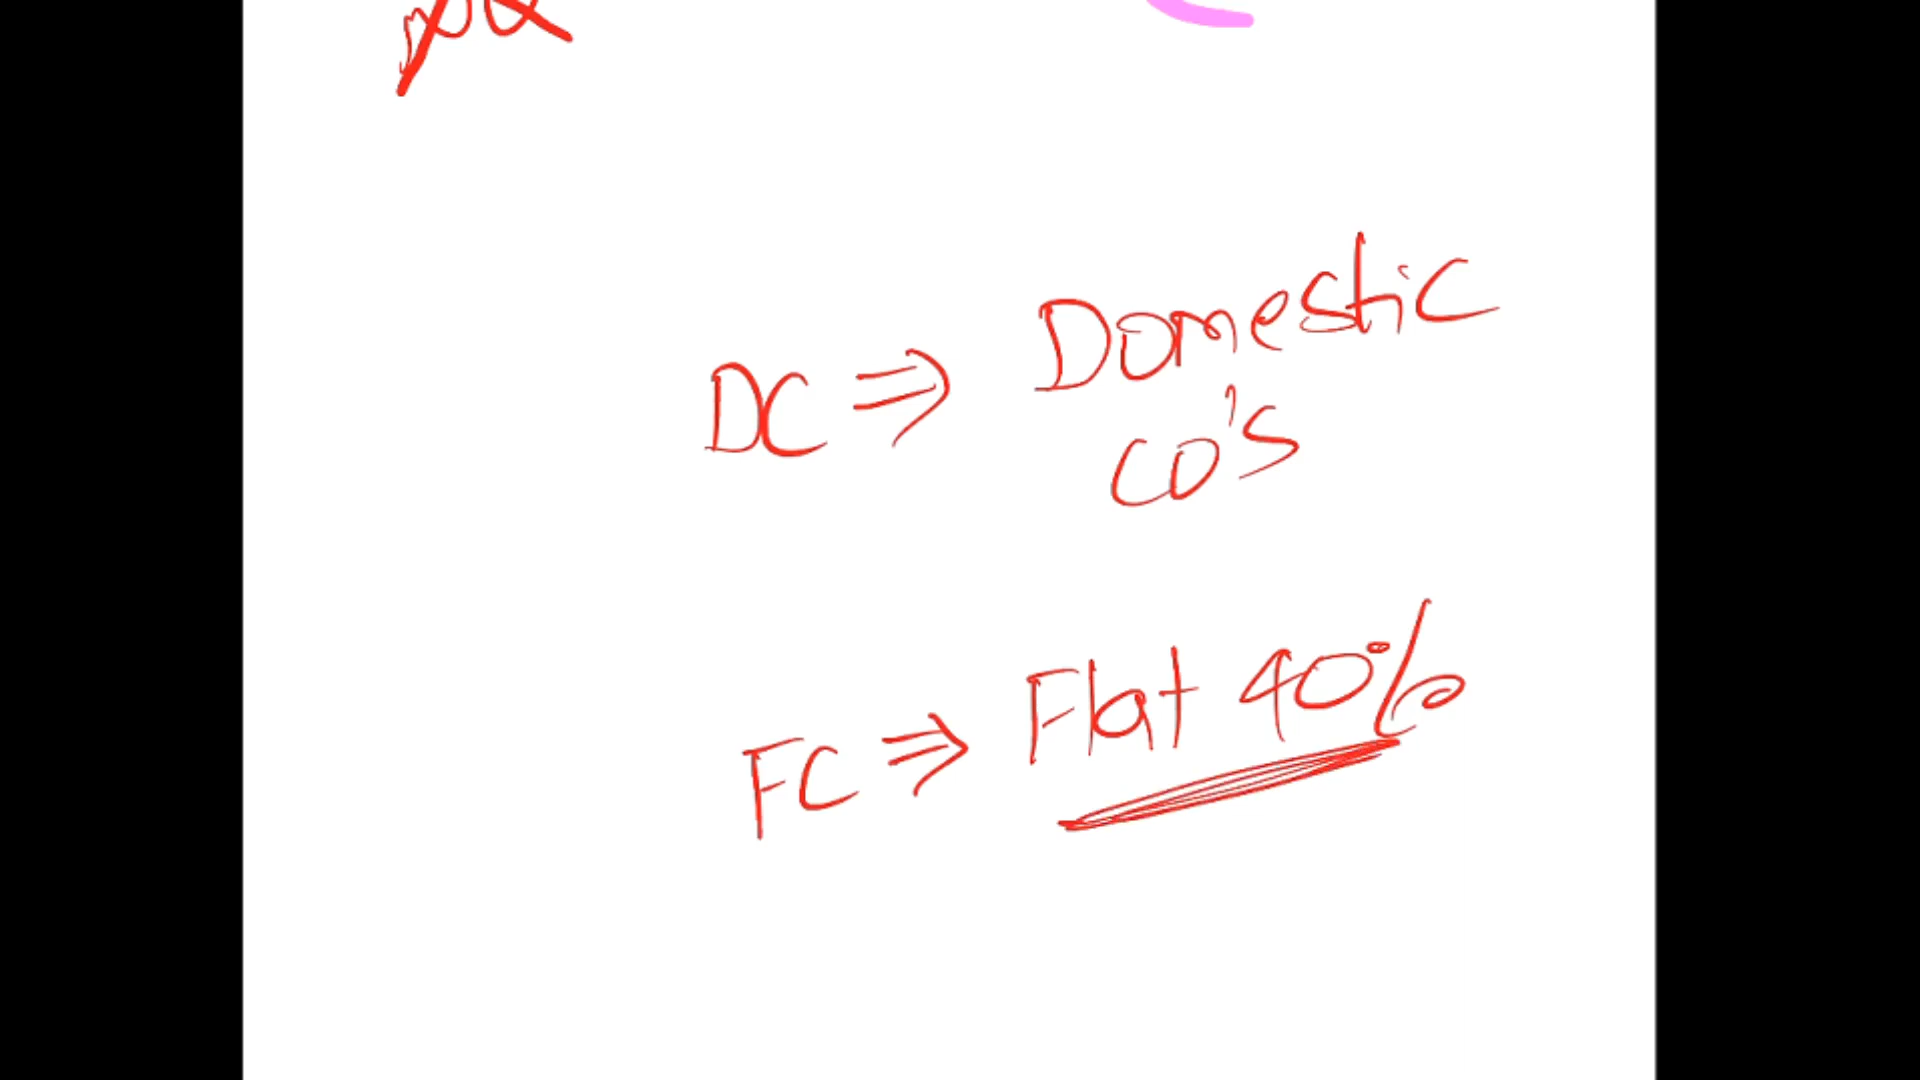 DC ⇒ Domestic
CO's
FC ⇒ Flat 40%